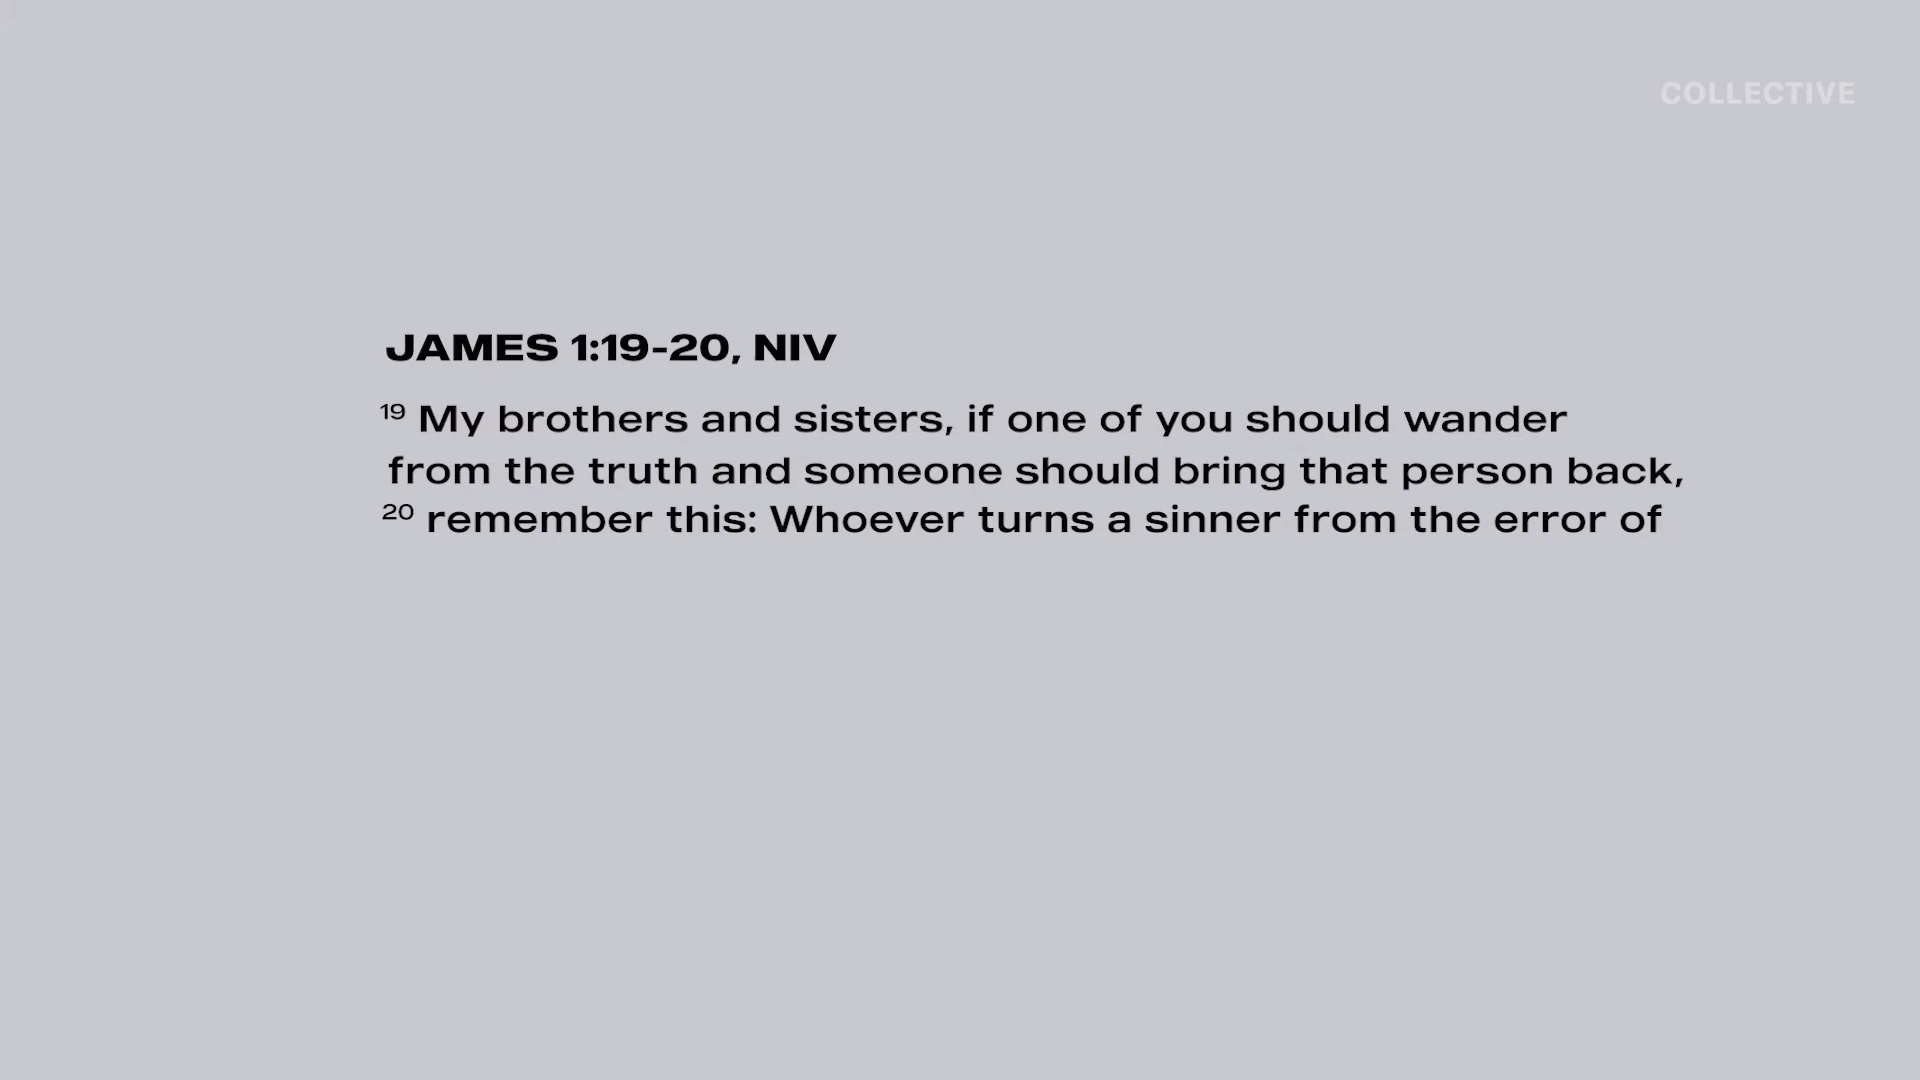 COLLECTIVE
JAMES 1:19-20, NIV
19 My brothers and sisters, if one of you should wander
from the truth and someone should bring that person back,
20 remember this: Whoever turns a sinner from the error of